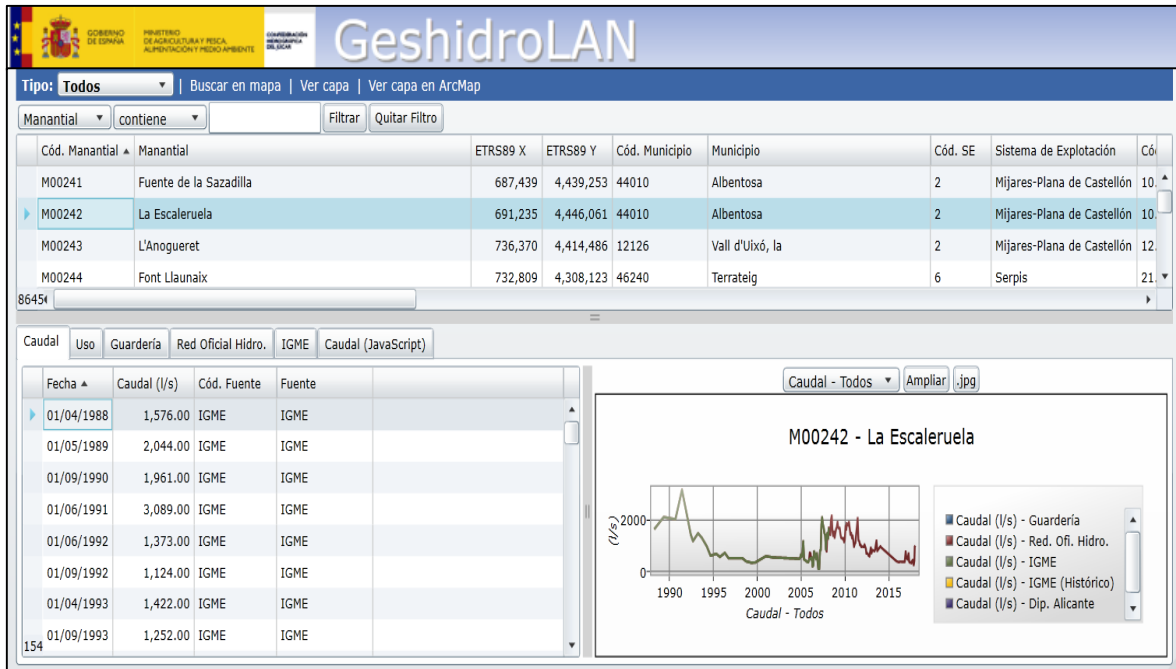 GOBIERNO DE ESPAÑA MINISTERIO DE AGRICULTURA Y PESCA, ALIMENTACIÓN Y MEDIO AMBIENTE CONFEDERACIÓN HIDROGRÁFICA DEL JÚCAR GeshidroLAN
Tipo: Todos | Buscar en mapa | Ver capa | Ver capa en ArcMap
Manantial contiene Filtrar Quitar Filtro
Cód. Manantial Manantial ETRS89 X ETRS89 Y Cód. Municipio Municipio Cód. SE Sistema de Explotación
M00241 Fuente de la Sazadilla 687,439 4,439,253 44010 Albentosa 2 Mijares-Plana de Castellón 10.
M00242 La Escaleruela 691,235 4,446,061 44010 Albentosa 2 Mijares-Plana de Castellón 10.
M00243 L'Anogueret 736,370 4,414,486 12126 Vall d'Uixó, la 2 Mijares-Plana de Castellón 12.
M00244 Font Llaunaix 732,809 4,308,123 46240 Terrateig 6 Serpis 21.
8645
Caudal Uso Guardería Red Oficial Hidro. IGME Caudal (JavaScript)
Fecha Caudal (l/s) Cód. Fuente Fuente
01/04/1988 1,576.00 IGME IGME
01/05/1989 2,044.00 IGME IGME
01/09/1990 1,961.00 IGME IGME
01/06/1991 3,089.00 IGME IGME
01/06/1992 1,373.00 IGME IGME
01/09/1992 1,124.00 IGME IGME
01/04/1993 1,422.00 IGME IGME
01/09/1993 1,252.00 IGME IGME
154
Caudal - Todos Ampliar .jpg
M00242 - La Escaleruela
(l/s)
2000
0
1990 1995 2000 2005 2010 2015
Caudal - Todos
Caudal (l/s) - Guardería
Caudal (l/s) - Red. Ofi. Hidro.
Caudal (l/s) - IGME
Caudal (l/s) - IGME (Histórico)
Caudal (l/s) - Dip. Alicante